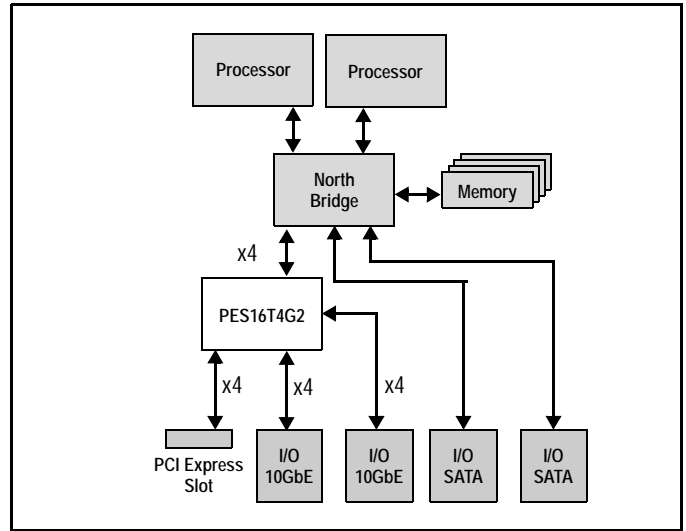 Processor
Processor
North
Bridge
Memory
x4
PES16T4G2
x4
x4
x4
PCI Express
Slot
I/O
10GbE
I/O
10GbE
I/O
SATA
I/O
SATA